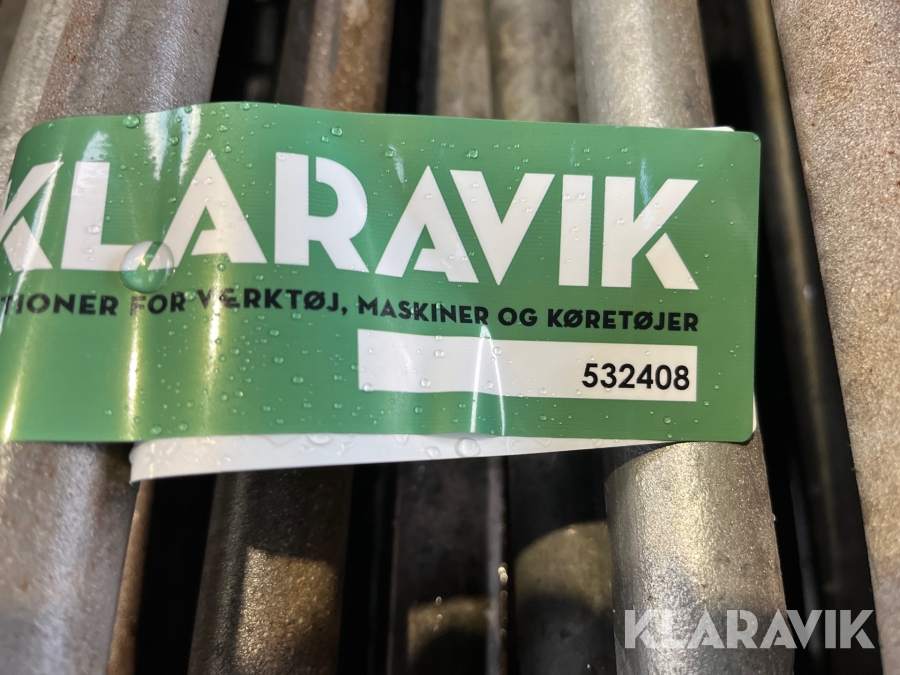 KLARAVIK
TIONER FOR VÆRKTØJ, MASKINER OG KØRETØJER
532408
KLARAVIK